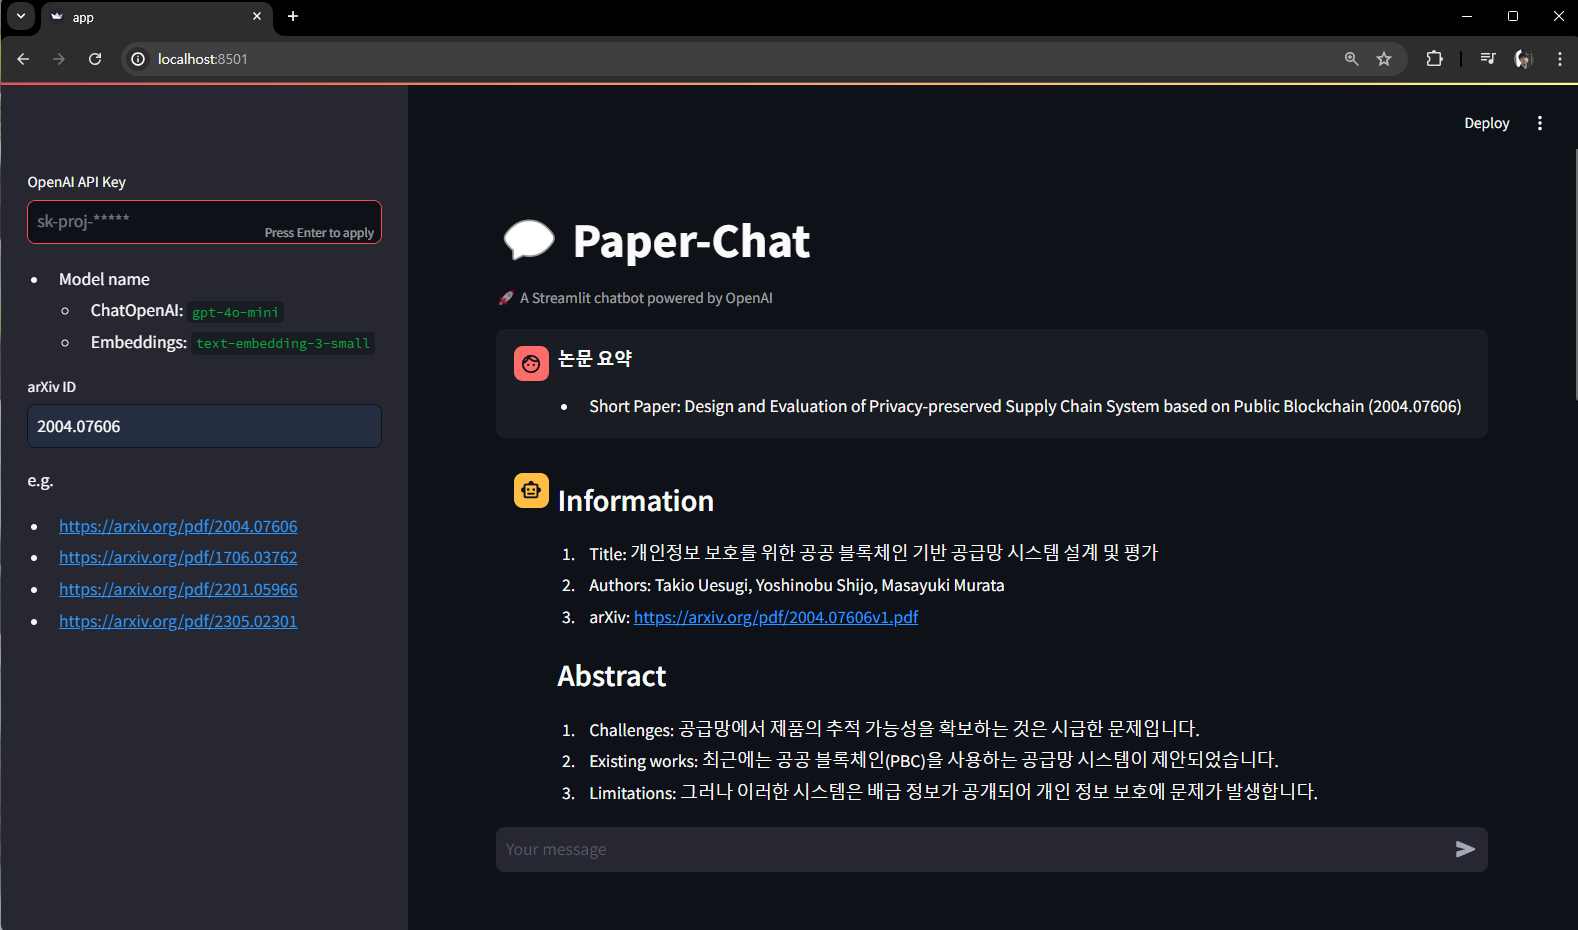 app
localhost:8501
Deploy
OpenAI API Key
sk-proj-*****
Press Enter to apply
Model name
ChatOpenAI: gpt-4o-mini
Embeddings: text-embedding-3-small
arXiv ID
2004.07606
e.g.
https://arxiv.org/pdf/2004.07606
https://arxiv.org/pdf/1706.03762
https://arxiv.org/pdf/2201.05966
https://arxiv.org/pdf/2305.02301
Paper-Chat
A Streamlit chatbot powered by OpenAI
논문 요약
Short Paper: Design and Evaluation of Privacy-preserved Supply Chain System based on Public Blockchain (2004.07606)
Information
1. Title: 개인정보 보호를 위한 공공 블록체인 기반 공급망 시스템 설계 및 평가
2. Authors: Takio Uesugi, Yoshinobu Shijo, Masayuki Murata
3. arXiv: https://arxiv.org/pdf/2004.07606v1.pdf
Abstract
1. Challenges: 공급망에서 제품의 추적 가능성을 확보하는 것은 시급한 문제입니다.
2. Existing works: 최근에는 공공 블록체인(PBC)을 사용하는 공급망 시스템이 제안되었습니다.
3. Limitations: 그러나 이러한 시스템은 배급 정보가 공개되어 개인 정보 보호에 문제가 발생합니다.
Your message